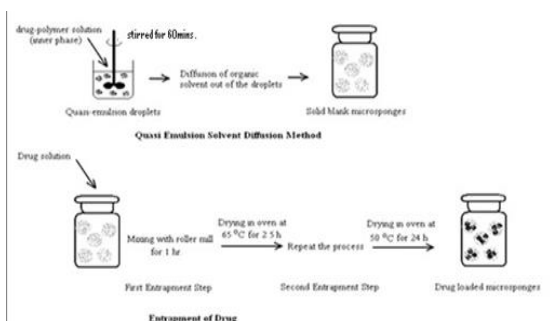 drug-polymer solution
(inner phase)
stirred for 60mins.
Diffusion of organic
solvent out of the droplets
Quasi-emulsion droplets
Solid blank microsponges
Quasi Emulsion Solvent Diffusion Method
Drug solution
Mixing with roller mill
for 1 hr
Drying in oven at
65 ⁰C for 2.5 h
Repeat the process
Drying in oven at
50 ⁰C for 24 h
First Entrapment Step
Second Entrapment Step
Drug loaded microsponges
Entrapment of Drug